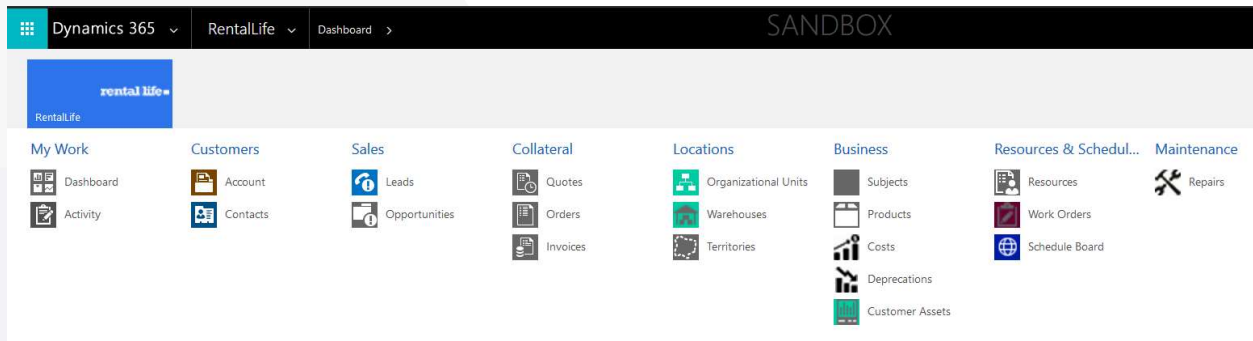 Dynamics 365 RentalLife Dashboard SANDBOX
rental life
RentalLife
My Work
Dashboard
Activity
Customers
Account
Contacts
Sales
Leads
Opportunities
Collateral
Quotes
Orders
Invoices
Locations
Organizational Units
Warehouses
Territories
Business
Subjects
Products
Costs
Deprecations
Customer Assets
Resources & Schedul...
Resources
Work Orders
Schedule Board
Maintenance
Repairs